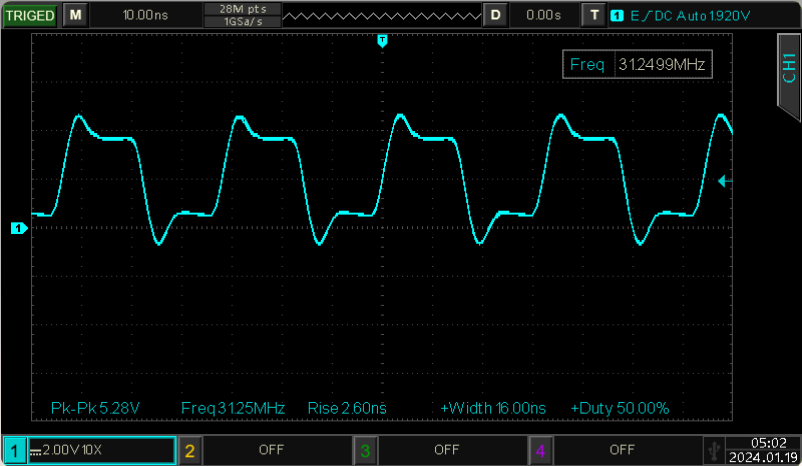 TRIGED M 10.00ns 28M pts D 0.00s T 1 E DC Auto 1.920V
1GSa/s
T
Freq 31.2499MHz
CH1
1
Pk-Pk 5.28V Freq 31.25MHz Rise 2.60ns +Width 16.00ns +Duty 50.00%
1 2.00V 10X 2 OFF 3 OFF 4 OFF 05:02
2024.01.19